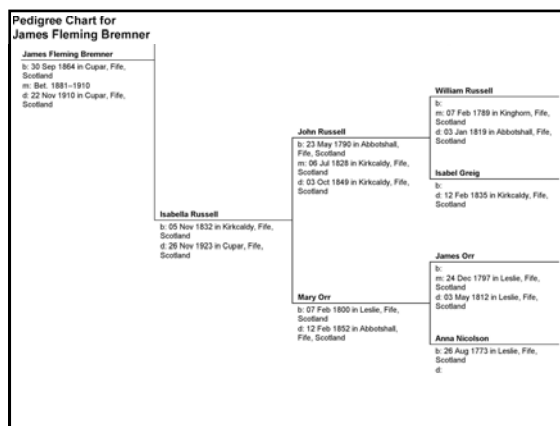 Pedigree Chart for
James Fleming Bremner
James Fleming Bremner
b: 30 Sep 1864 in Cupar, Fife,
Scotland
m: Bet. 1881–1910
d: 22 Nov 1910 in Cupar, Fife,
Scotland
Isabella Russell
b: 05 Nov 1832 in Kirkcaldy, Fife,
Scotland
d: 26 Nov 1923 in Cupar, Fife,
Scotland
John Russell
b: 23 May 1790 in Abbotshall,
Fife, Scotland
m: 06 Jul 1828 in Kirkcaldy, Fife,
Scotland
d: 03 Oct 1849 in Kirkcaldy, Fife,
Scotland
Mary Orr
b: 07 Feb 1800 in Leslie, Fife,
Scotland
d: 12 Feb 1852 in Abbotshall,
Fife, Scotland
William Russell
b:
m: 07 Feb 1789 in Kinghorn, Fife,
Scotland
d: 03 Jan 1819 in Abbotshall, Fife,
Scotland
Isabel Greig
b:
d: 12 Feb 1835 in Kirkcaldy, Fife,
Scotland
James Orr
b:
m: 24 Dec 1797 in Leslie, Fife,
Scotland
d: 03 May 1812 in Leslie, Fife,
Scotland
Anna Nicolson
b: 26 Aug 1773 in Leslie, Fife,
Scotland
d: